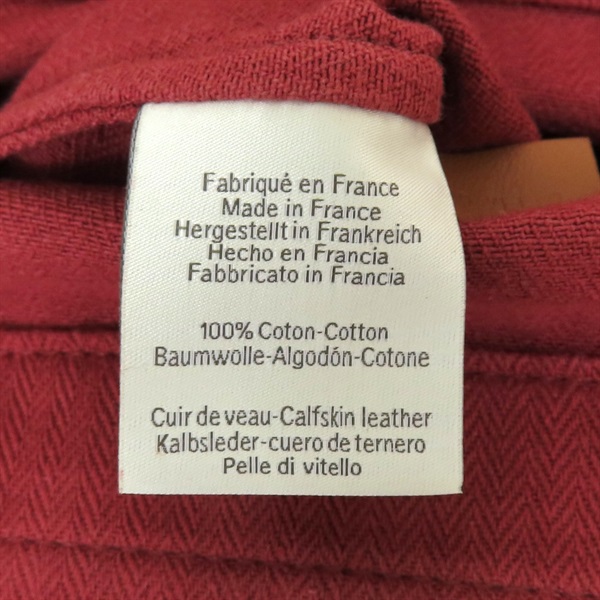 Fabriqué en France
Made in France
Hergestellt in Frankreich
Hecho en Francia
Fabbricato in Francia
100% Coton-Cotton
Baumwolle-Algodón-Cotone
Cuir de veau-Calfskin leather
Kalbsleder-cuero de ternero
Pelle di vitello